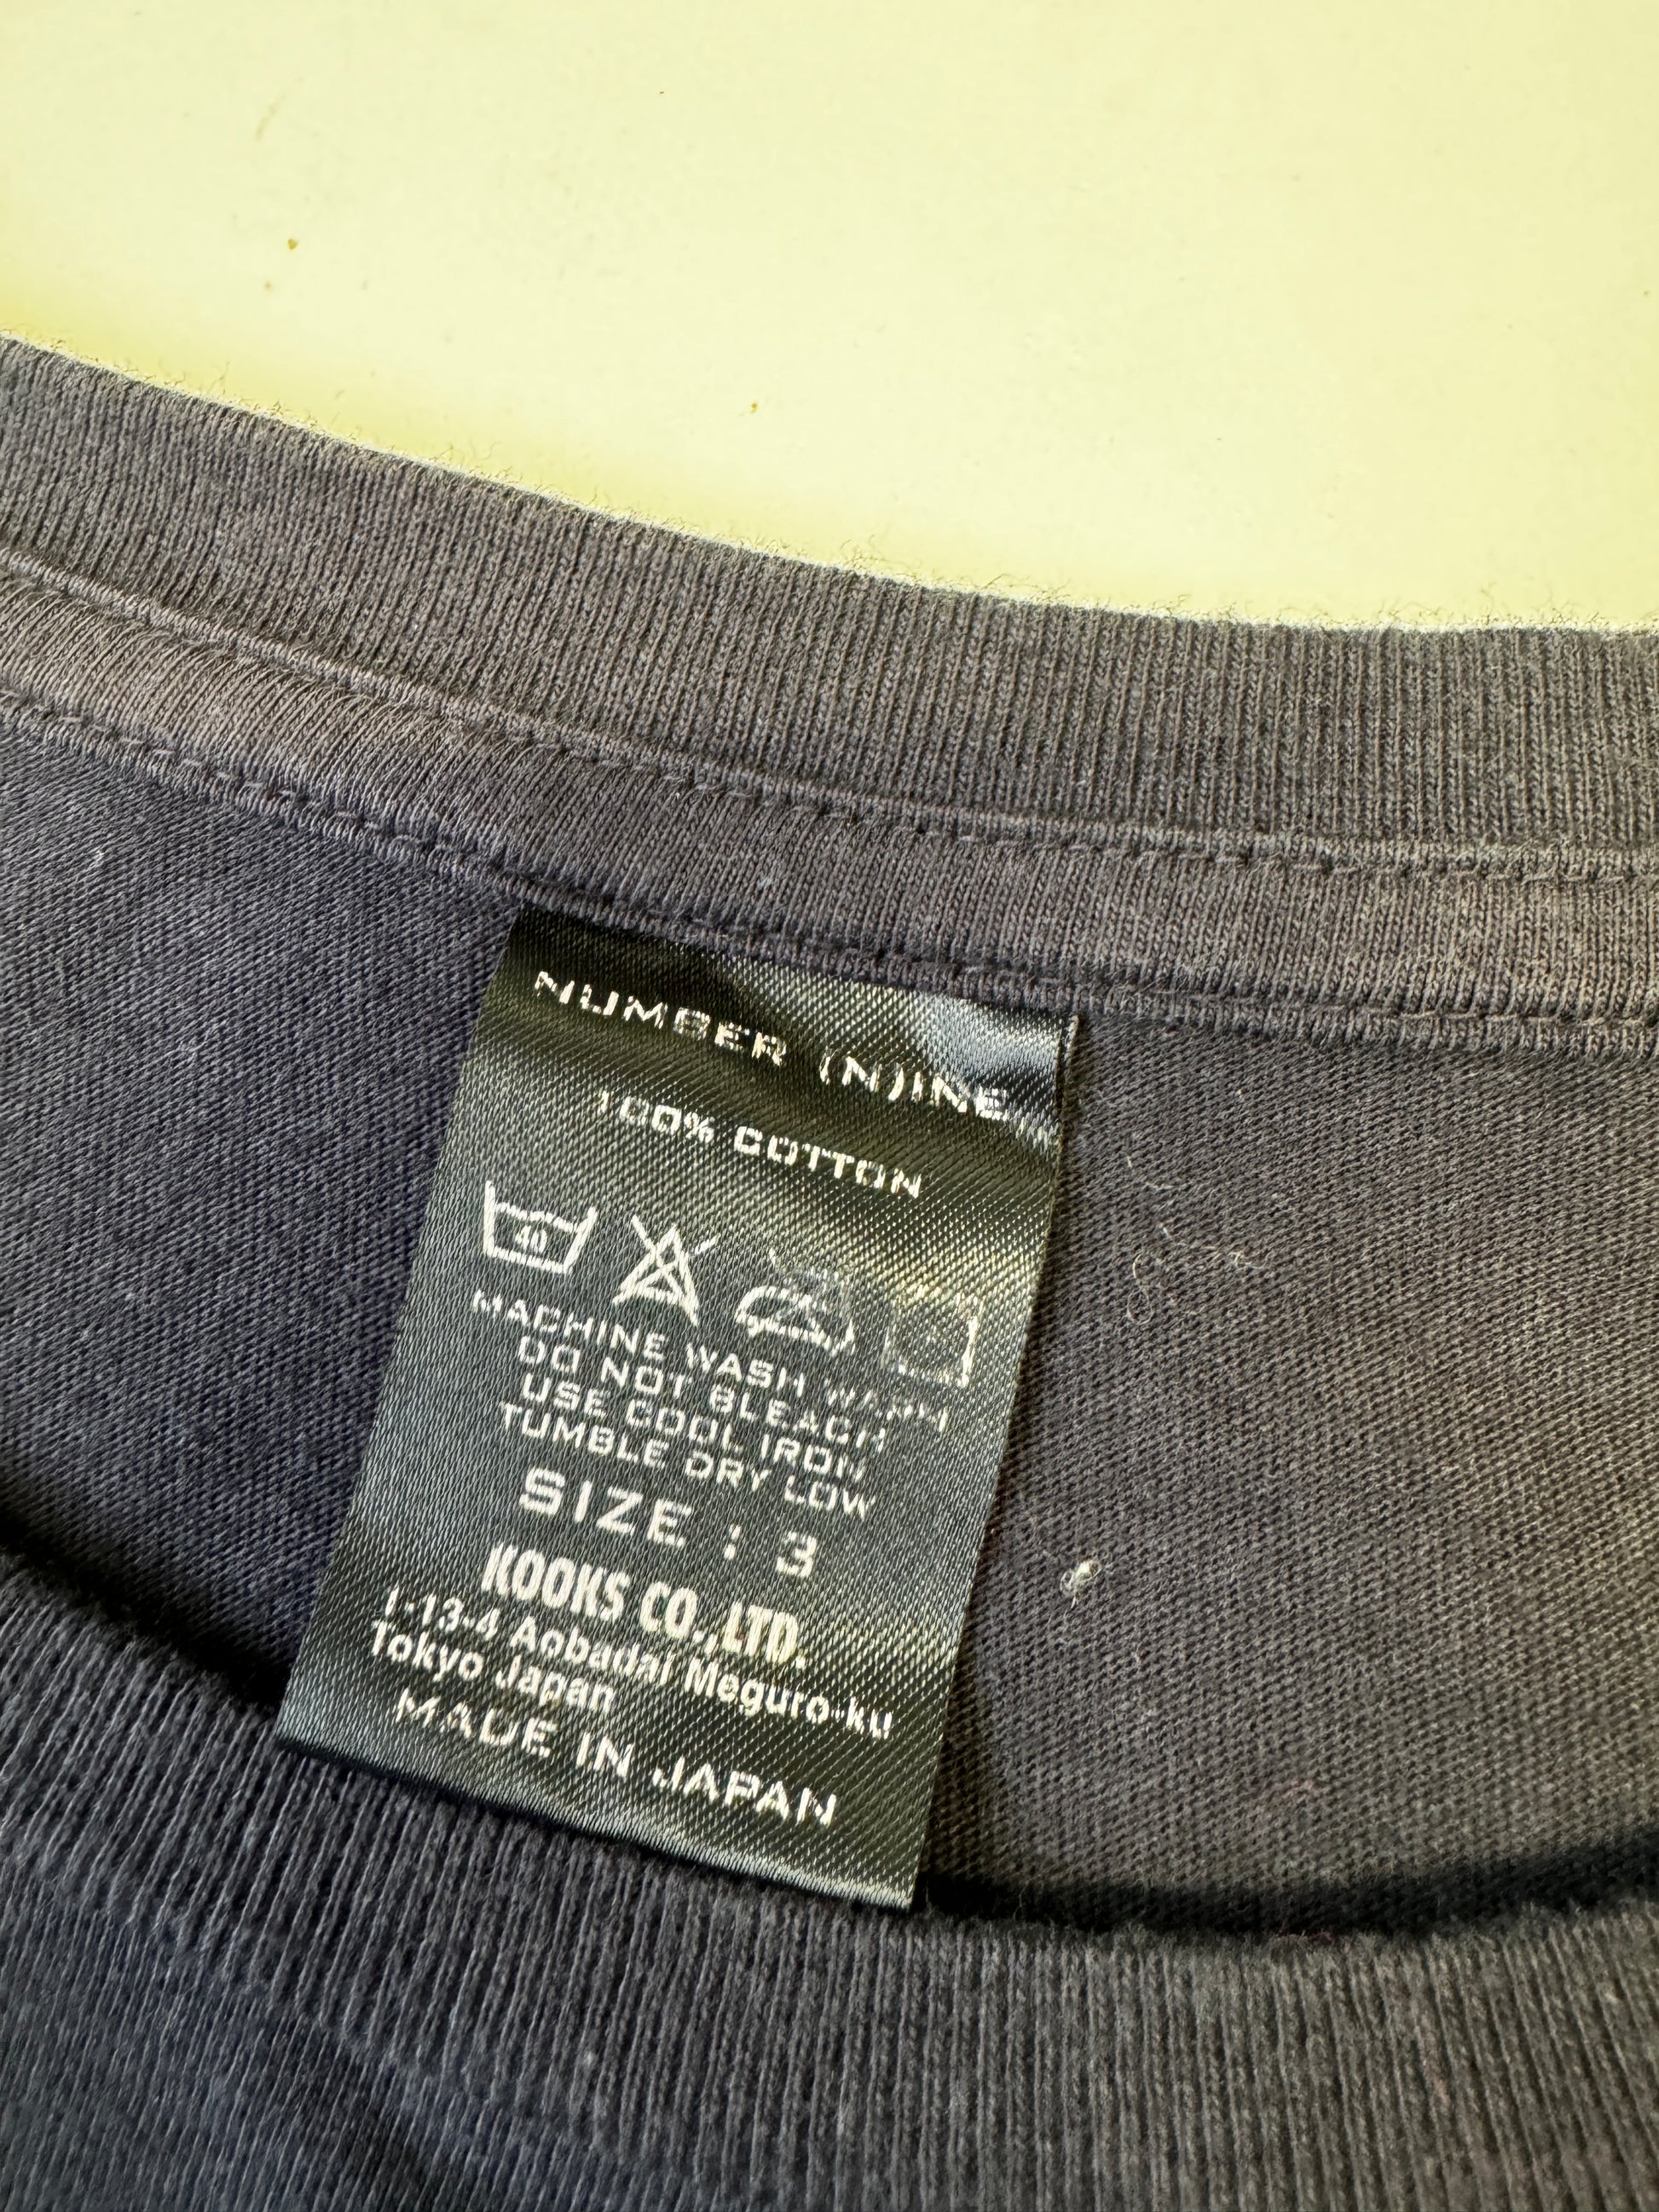 NUMBER (N)INE
100% COTTON
40
MACHINE WASH WARM
DO NOT BLEACH
USE COOL IRON
TUMBLE DRY LOW
SIZE : 3
KOOKS CO.,LTD.
1-13-4 Aobadai Meguro-ku
Tokyo Japan
MADE IN JAPAN